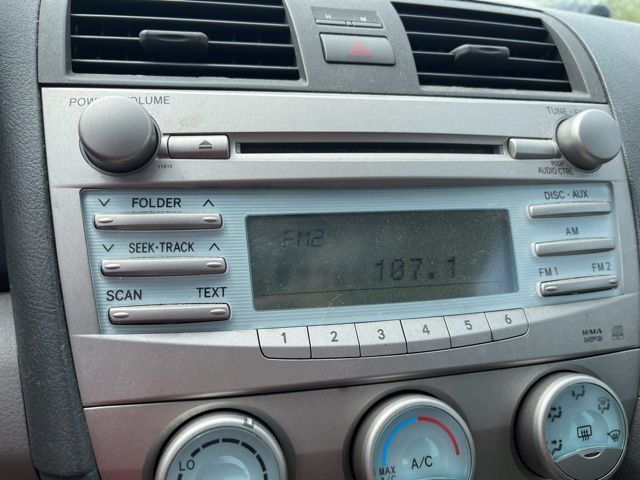 H M
POWER VOLUME
TUNE
11815
PUSH
AUDIO CTRL
FOLDER
DISC·AUX
SEEK·TRACK
FM2
AM
107.1
FM1 FM2
SCAN TEXT
1 2 3 4 5 6
WMA
MP3
LO
MAX
A/C
A/C